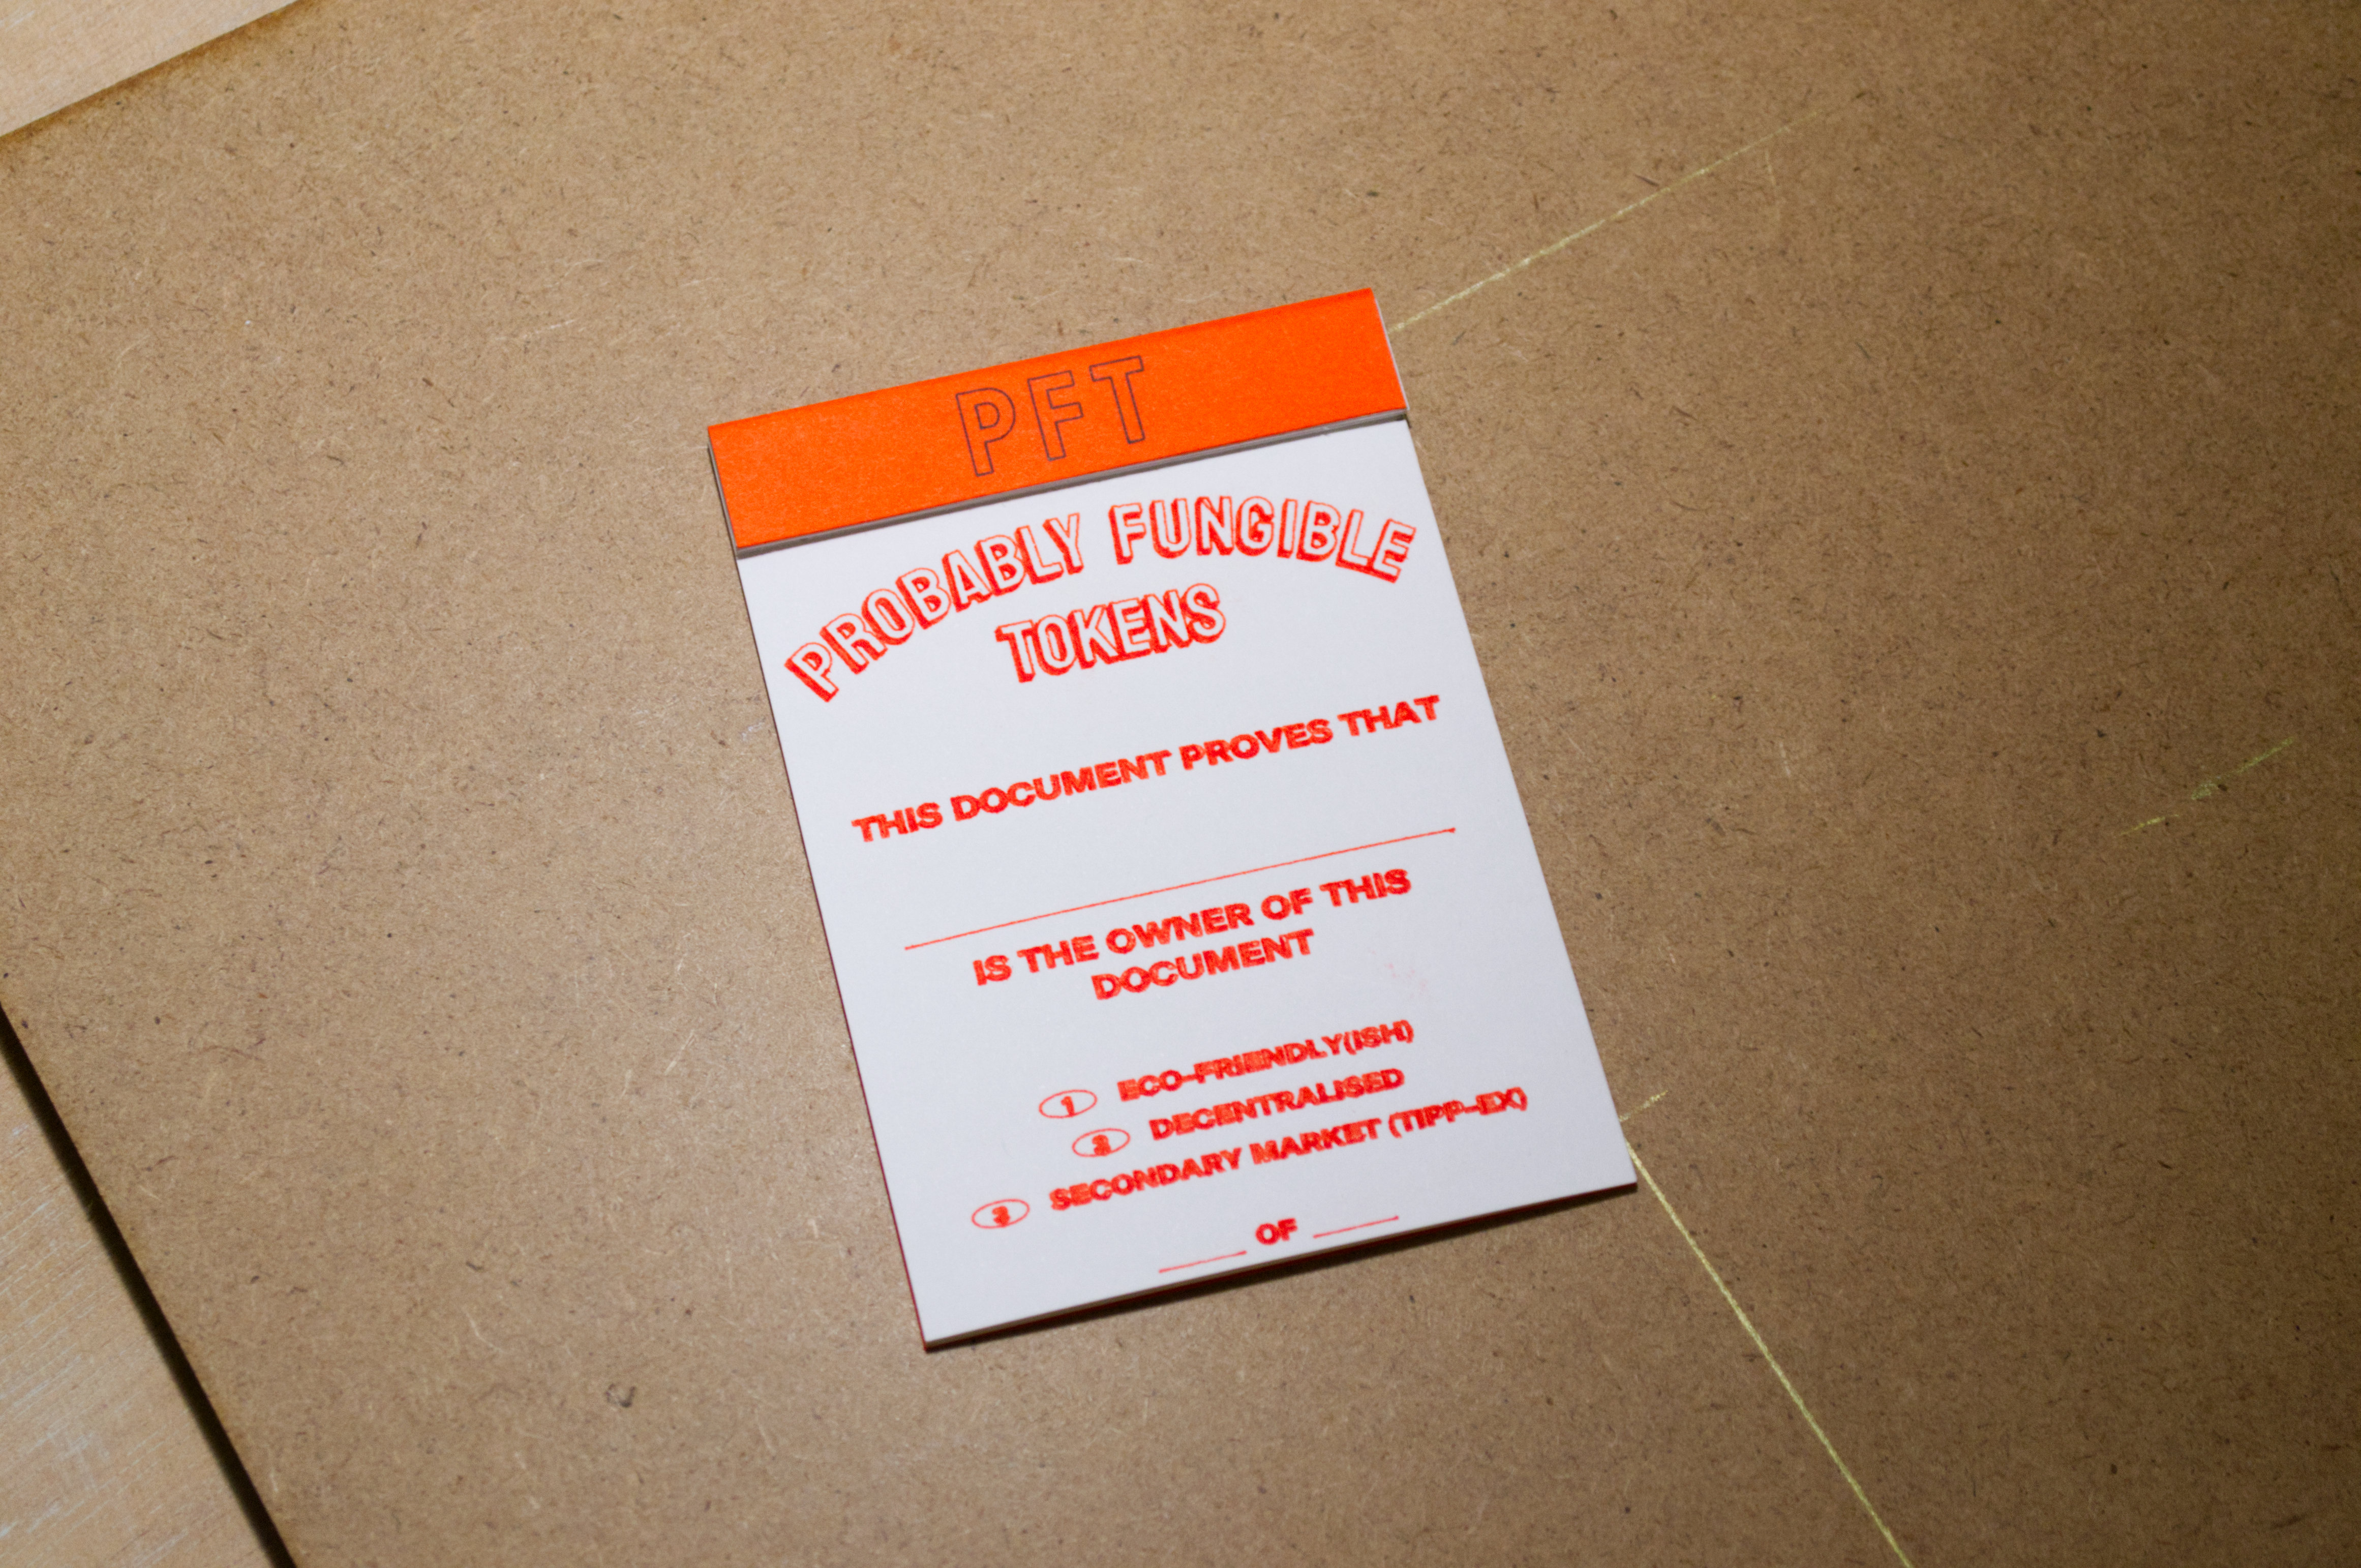 PFT
PROBABLY FUNGIBLE
TOKENS
THIS DOCUMENT PROVES THAT
IS THE OWNER OF THIS
DOCUMENT
1 ECO-FRIENDLY(ISH)
2 DECENTRALISED
3 SECONDARY MARKET (TIPP-EX)
OF